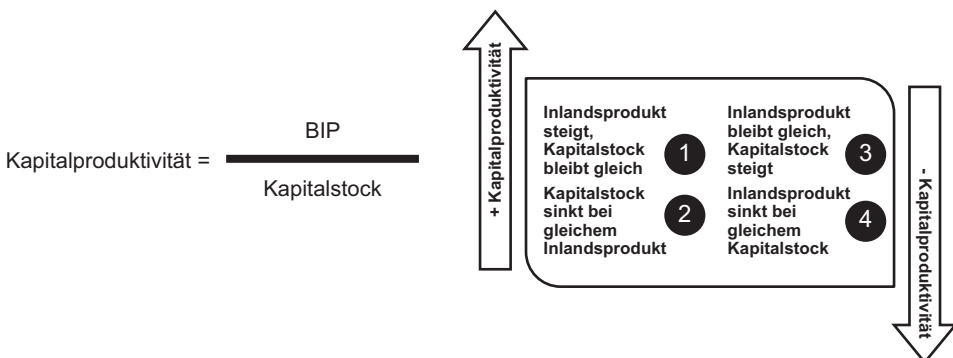 Kapitalproduktivität =
BIP
Kapitalstock
+ Kapitalproduktivität
Inlandsprodukt
steigt,
Kapitalstock
bleibt gleich
1
Kapitalstock
sinkt bei
gleichem
Inlandsprodukt
2
Inlandsprodukt
bleibt gleich,
Kapitalstock
steigt
3
Inlandsprodukt
sinkt bei
gleichem
Kapitalstock
4
- Kapitalproduktivität